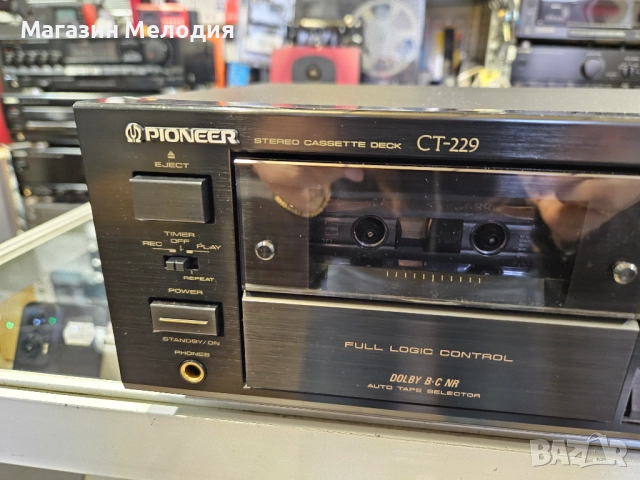 Магазин Мелодия
PIONEER
STEREO CASSETTE DECK CT-229
EJECT
TIMER
REC OFF PLAY
REPEAT
POWER
STANDBY/ON
PHONES
FULL LOGIC CONTROL
DOLBY B·C NR
AUTO TAPE SELECTOR
BAZAR